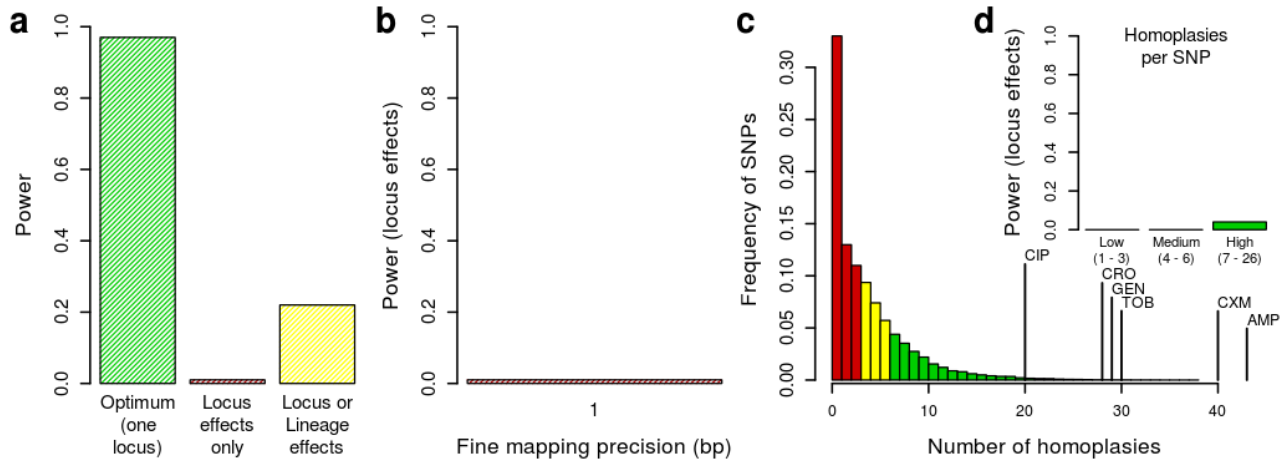 a
Power
0.0 0.2 0.4 0.6 0.8 1.0
Optimum
(one
locus)
Locus
effects
only
Locus or
Lineage
effects
b
Power (locus effects)
0.0 0.2 0.4 0.6 0.8 1.0
1
Fine mapping precision (bp)
c
Frequency of SNPs
0.00 0.05 0.10 0.15 0.20 0.25 0.30
CIP
CRO
GEN
TOB
CXM
AMP
0 10 20 30 40
Number of homoplasies
d
Homoplasies
per SNP
Power (locus effects)
0.0 0.2 0.4 0.6 0.8 1.0
Low
(1 - 3)
Medium
(4 - 6)
High
(7 - 26)